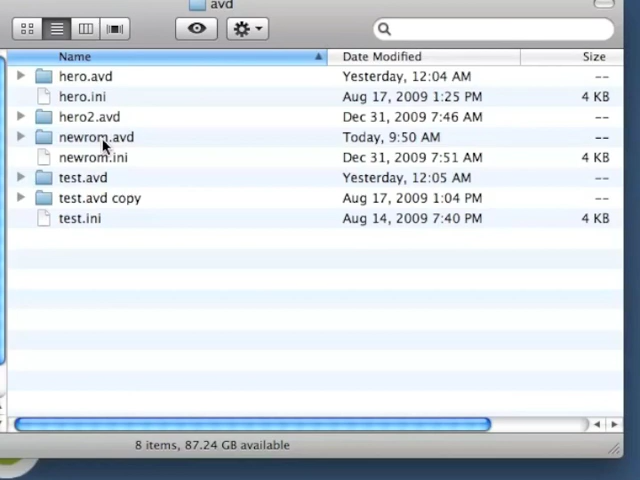 avd
Name Date Modified Size
hero.avd Yesterday, 12:04 AM --
hero.ini Aug 17, 2009 1:25 PM 4 KB
hero2.avd Dec 31, 2009 7:46 AM --
newrom.avd Today, 9:50 AM --
newrom.ini Dec 31, 2009 7:51 AM 4 KB
test.avd Yesterday, 12:05 AM --
test.avd copy Aug 17, 2009 1:04 PM --
test.ini Aug 14, 2009 7:40 PM 4 KB
8 items, 87.24 GB available